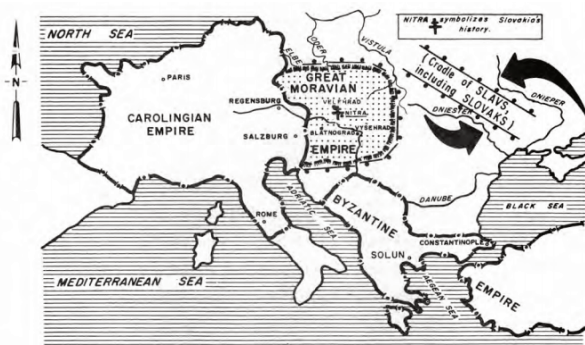 NITRA symbolizes Slovakia's
history.
NORTH SEA
N
PARIS
CAROLINGIAN
EMPIRE
REGENSBURG
SALZBURG
ELBE
ODER
VISTULA
GREAT
MORAVIAN
VELEHRAD
NITRA
BLATNOGRAD
VYSEHRAD
EMPIRE
(Cradle of SLAVS
including
SLOVAKS)
DNIEPER
DNIESTER
ROME
ADRIATIC SEA
DANUBE
BLACK SEA
BYZANTINE
CONSTANTINOPLE
SOLUN
EMPIRE
AEGEAN SEA
MEDITERRANEAN SEA